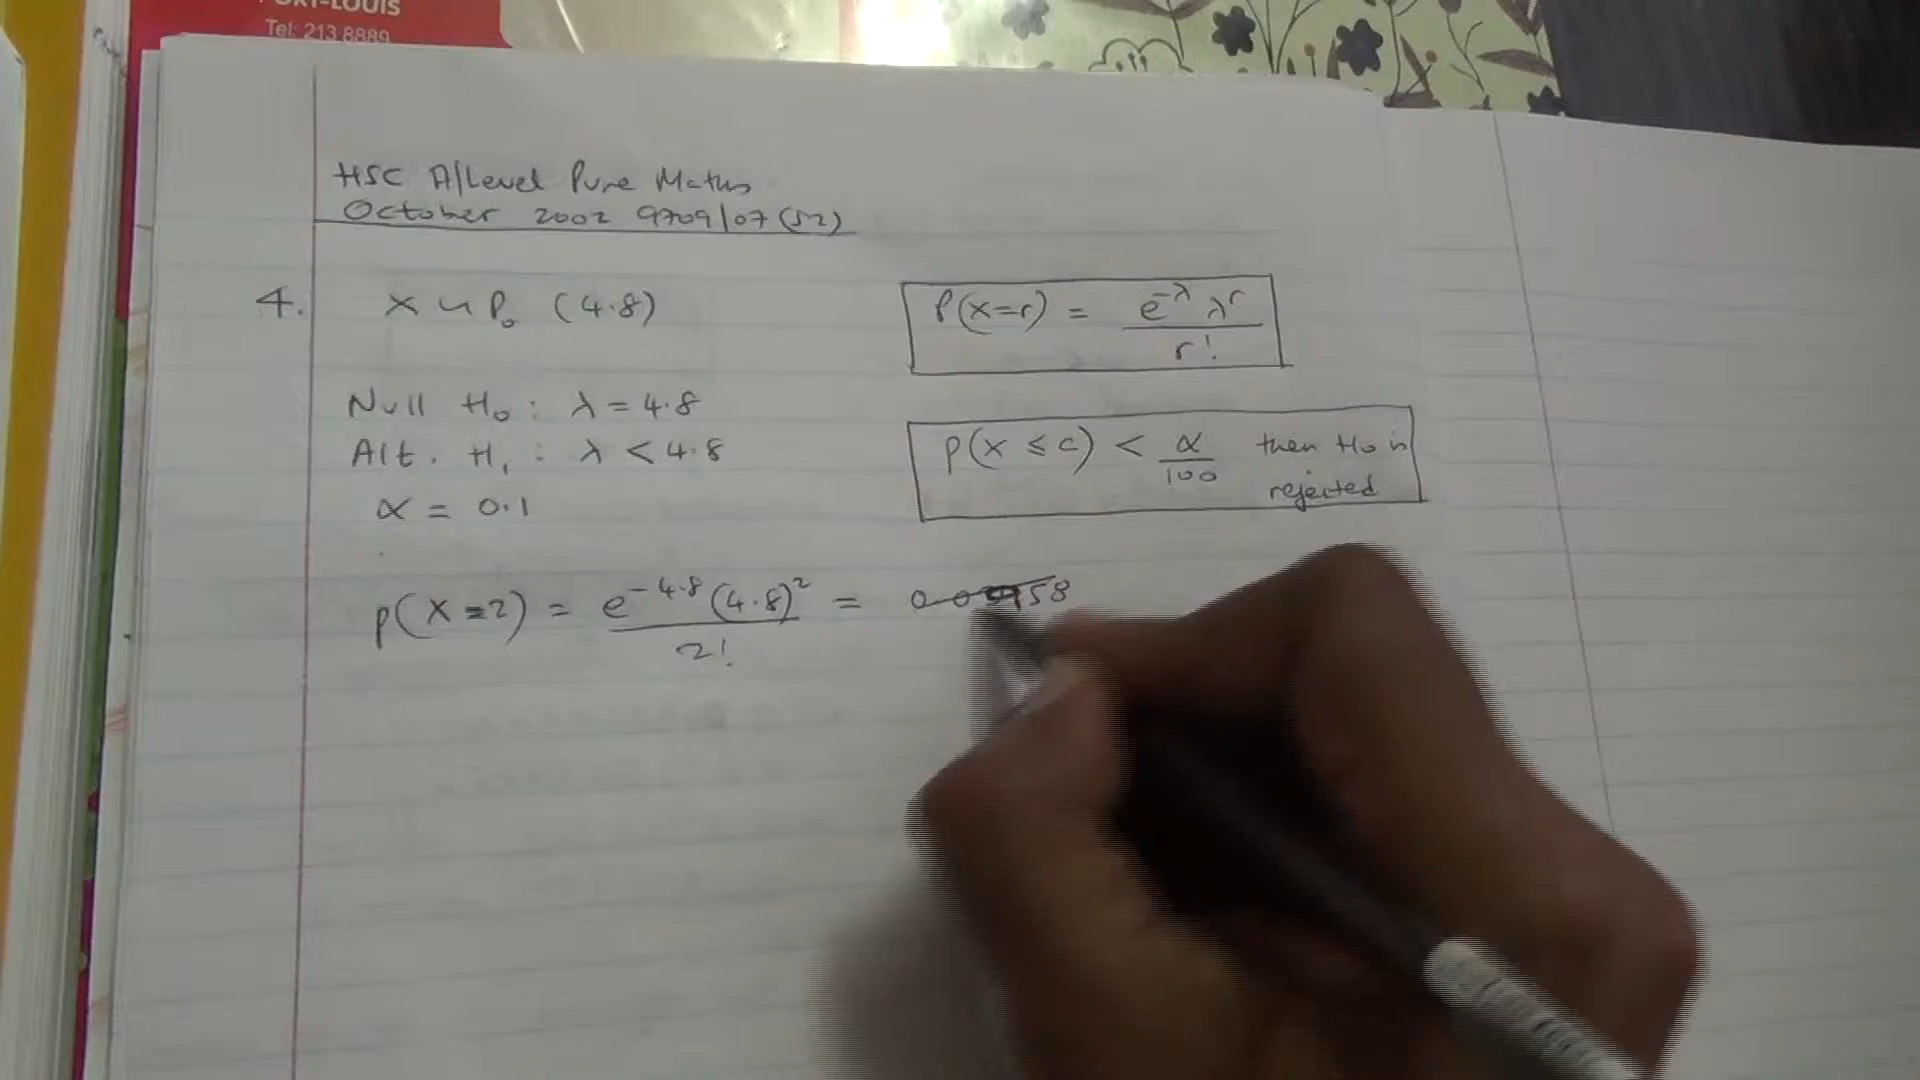 PORT-LOUIS
Tel: 213 8889
HSC A/Level Pure Maths
October 2002 9709/07 (S2)
4. X ~ Po (4.8)
P(X=r) = e^-λ λ^r / r!
Null H₀ : λ = 4.8
Alt. H₁ : λ < 4.8
α = 0.1
P(X ≤ c) < α/100 then H₀ is
rejected
P(X=2) = e^-4.8 (4.8)^2 / 2! =